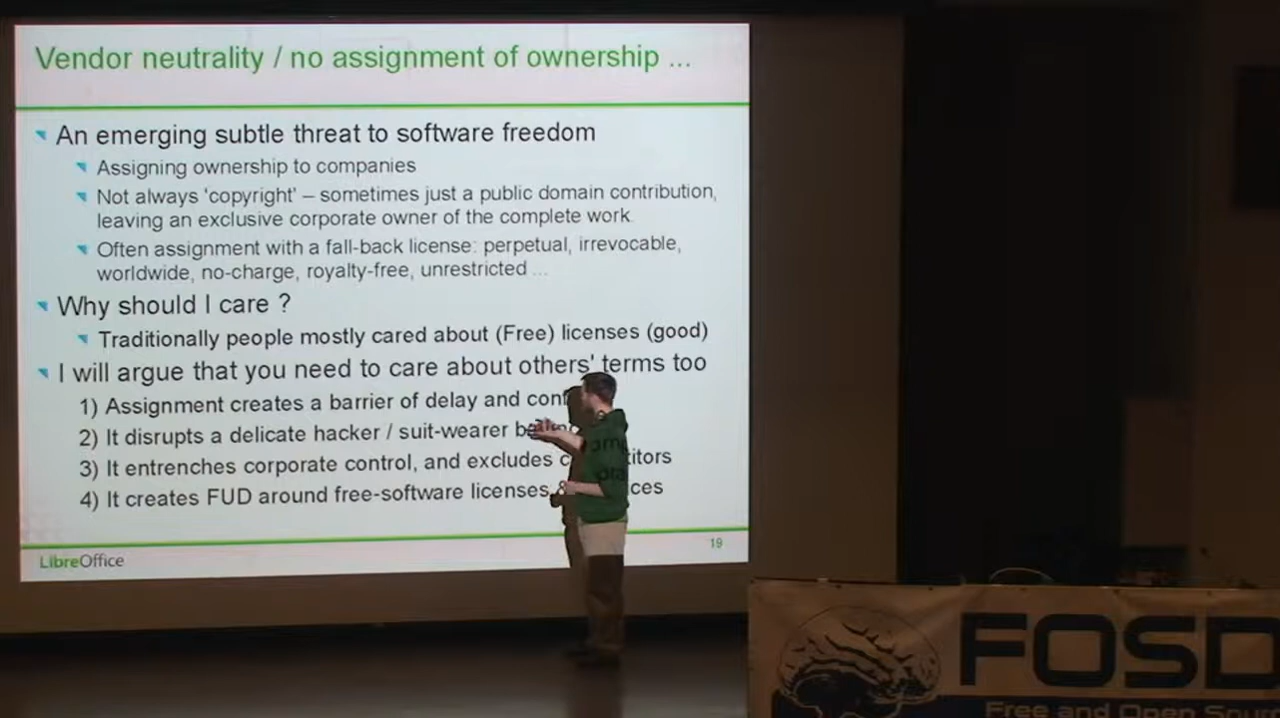 Vendor neutrality / no assignment of ownership ...
An emerging subtle threat to software freedom
Assigning ownership to companies
Not always 'copyright' – sometimes just a public domain contribution,
leaving an exclusive corporate owner of the complete work.
Often assignment with a fall-back license: perpetual, irrevocable,
worldwide, no-charge, royalty-free, unrestricted ...
Why should I care ?
Traditionally people mostly cared about (Free) licenses (good)
I will argue that you need to care about others' terms too
1) Assignment creates a barrier of delay and
2) It disrupts a delicate hacker / suit-wearer
3) It entrenches corporate control, and excludes
4) It creates FUD around free-software licenses
LibreOffice
19
FOSD
Free and Open